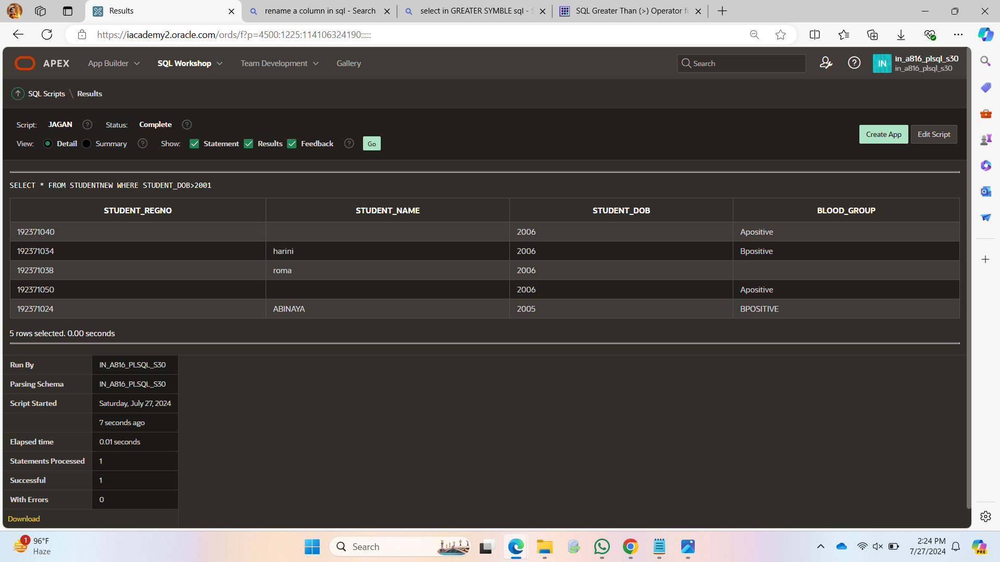 Results
rename a column in sql - Search
select in GREATER SYMBLE sql -
SQL Greater Than (>) Operator fo
https://iacademy2.oracle.com/ords/f?p=4500:1225:114106324190:::::
APEX
App Builder
SQL Workshop
Team Development
Gallery
Search
IN
in_a816_plsql_s30
in_a816_plsql_s30
SQL Scripts \ Results
Script: JAGAN ? Status: Complete ?
View: Detail Summary ? Show: Statement Results Feedback ? Go
Create App
Edit Script
SELECT * FROM STUDENTNEW WHERE STUDENT_DOB>2001
STUDENT_REGNO STUDENT_NAME STUDENT_DOB BLOOD_GROUP
192371040 2006 Apositive
192371034 harini 2006 Bpositive
192371038 roma 2006
192371050 2006 Apositive
192371024 ABINAYA 2005 BPOSITIVE
5 rows selected. 0.00 seconds
Run By IN_A816_PLSQL_S30
Parsing Schema IN_A816_PLSQL_S30
Script Started Saturday, July 27, 2024
7 seconds ago
Elapsed time 0.01 seconds
Statements Processed 1
Successful 1
With Errors 0
Download
1
96°F
Haze
Search
2:24 PM
7/27/2024
PRE